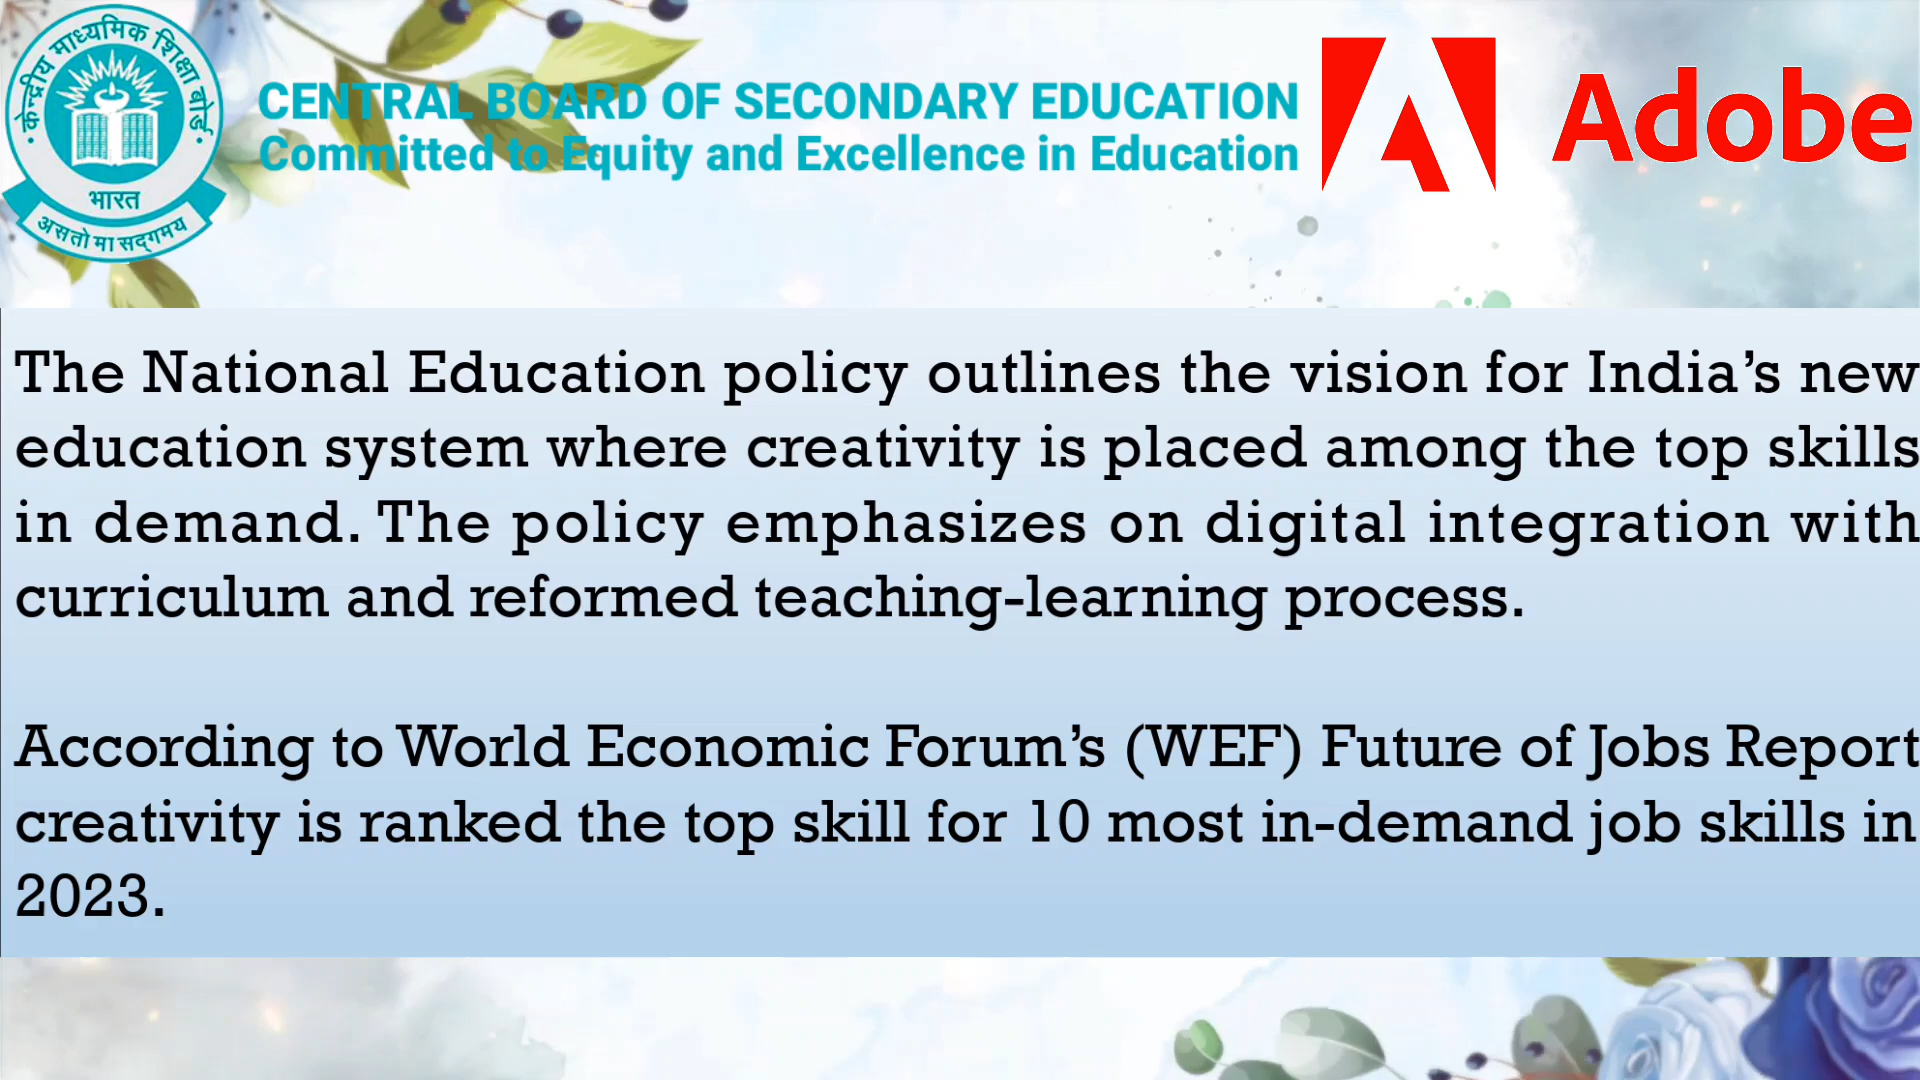 केन्द्रीय माध्यमिक शिक्षा बोर्ड
भारत
असतो मा सद्गमय
CENTRAL BOARD OF SECONDARY EDUCATION
Committed to Equity and Excellence in Education
Adobe
The National Education policy outlines the vision for India’s new
education system where creativity is placed among the top skills
in demand. The policy emphasizes on digital integration with
curriculum and reformed teaching-learning process.
According to World Economic Forum’s (WEF) Future of Jobs Report
creativity is ranked the top skill for 10 most in-demand job skills in
2023.